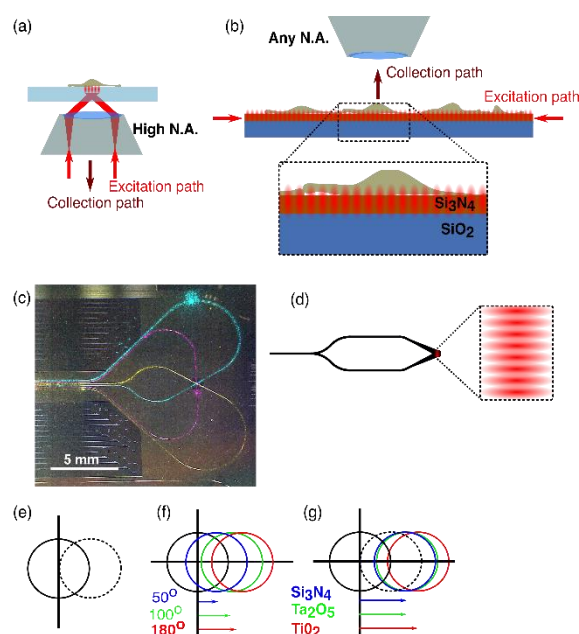 (a)
High N.A.
Excitation path
Collection path
(b)
Any N.A.
Collection path
Excitation path
Si3N4
SiO2
(c)
5 mm
(d)
(e)
(f)
50o
100o
180o
(g)
Si3N4
Ta2O5
TiO2